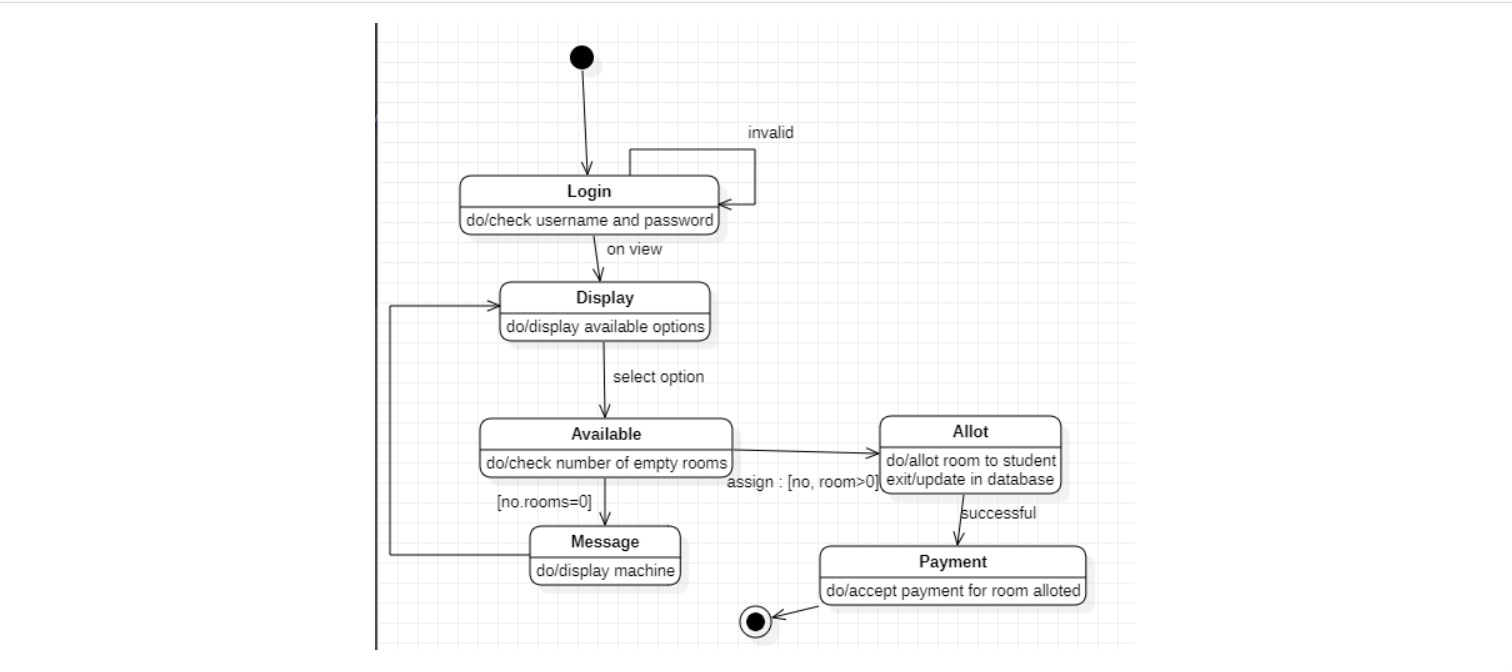 invalid
Login
do/check username and password
on view
Display
do/display available options
select option
Available
do/check number of empty rooms
assign : [no, room>0]
Allot
do/allot room to student
exit/update in database
[no.rooms=0]
successful
Message
do/display machine
Payment
do/accept payment for room alloted